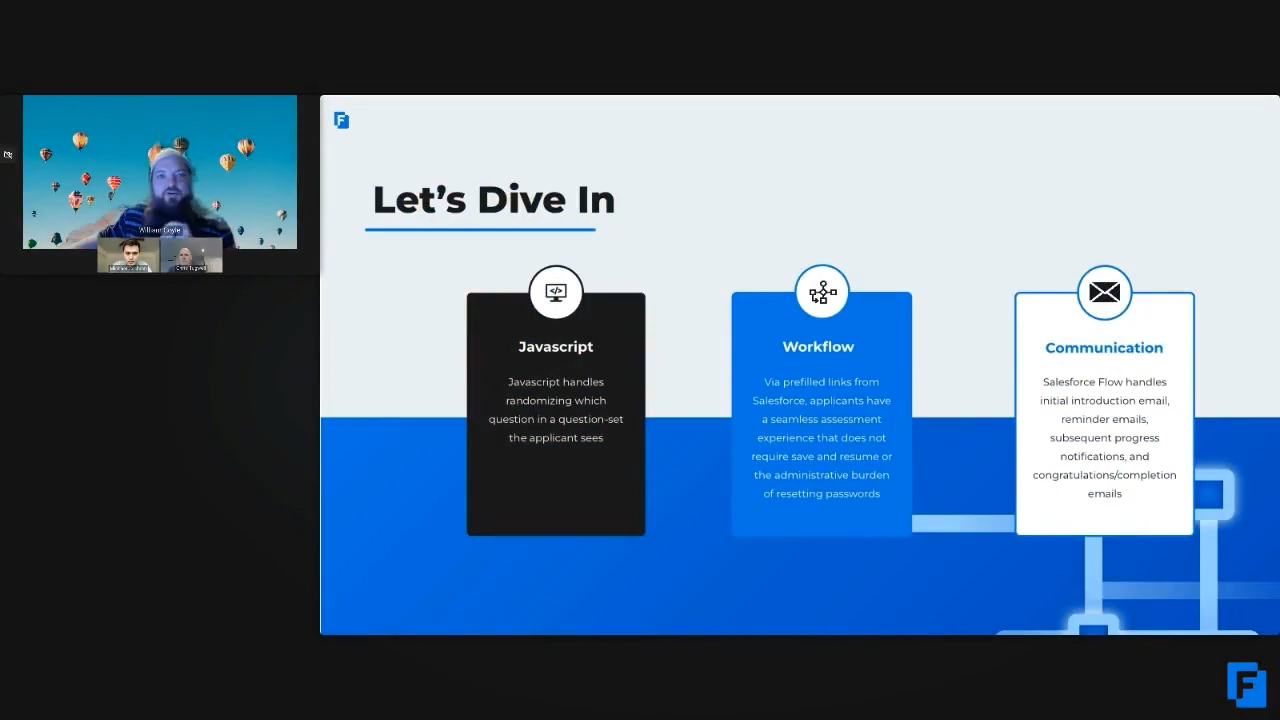 William Coyle
Chris Tugwell
F
Let's Dive In
Javascript
Javascript handles
randomizing which
question in a question-set
the applicant sees
Workflow
Via prefilled links from
Salesforce, applicants have
a seamless assessment
experience that does not
require save and resume or
the administrative burden
of resetting passwords
Communication
Salesforce Flow handles
initial introduction email,
reminder emails,
subsequent progress
notifications, and
congratulations/completion
emails
F